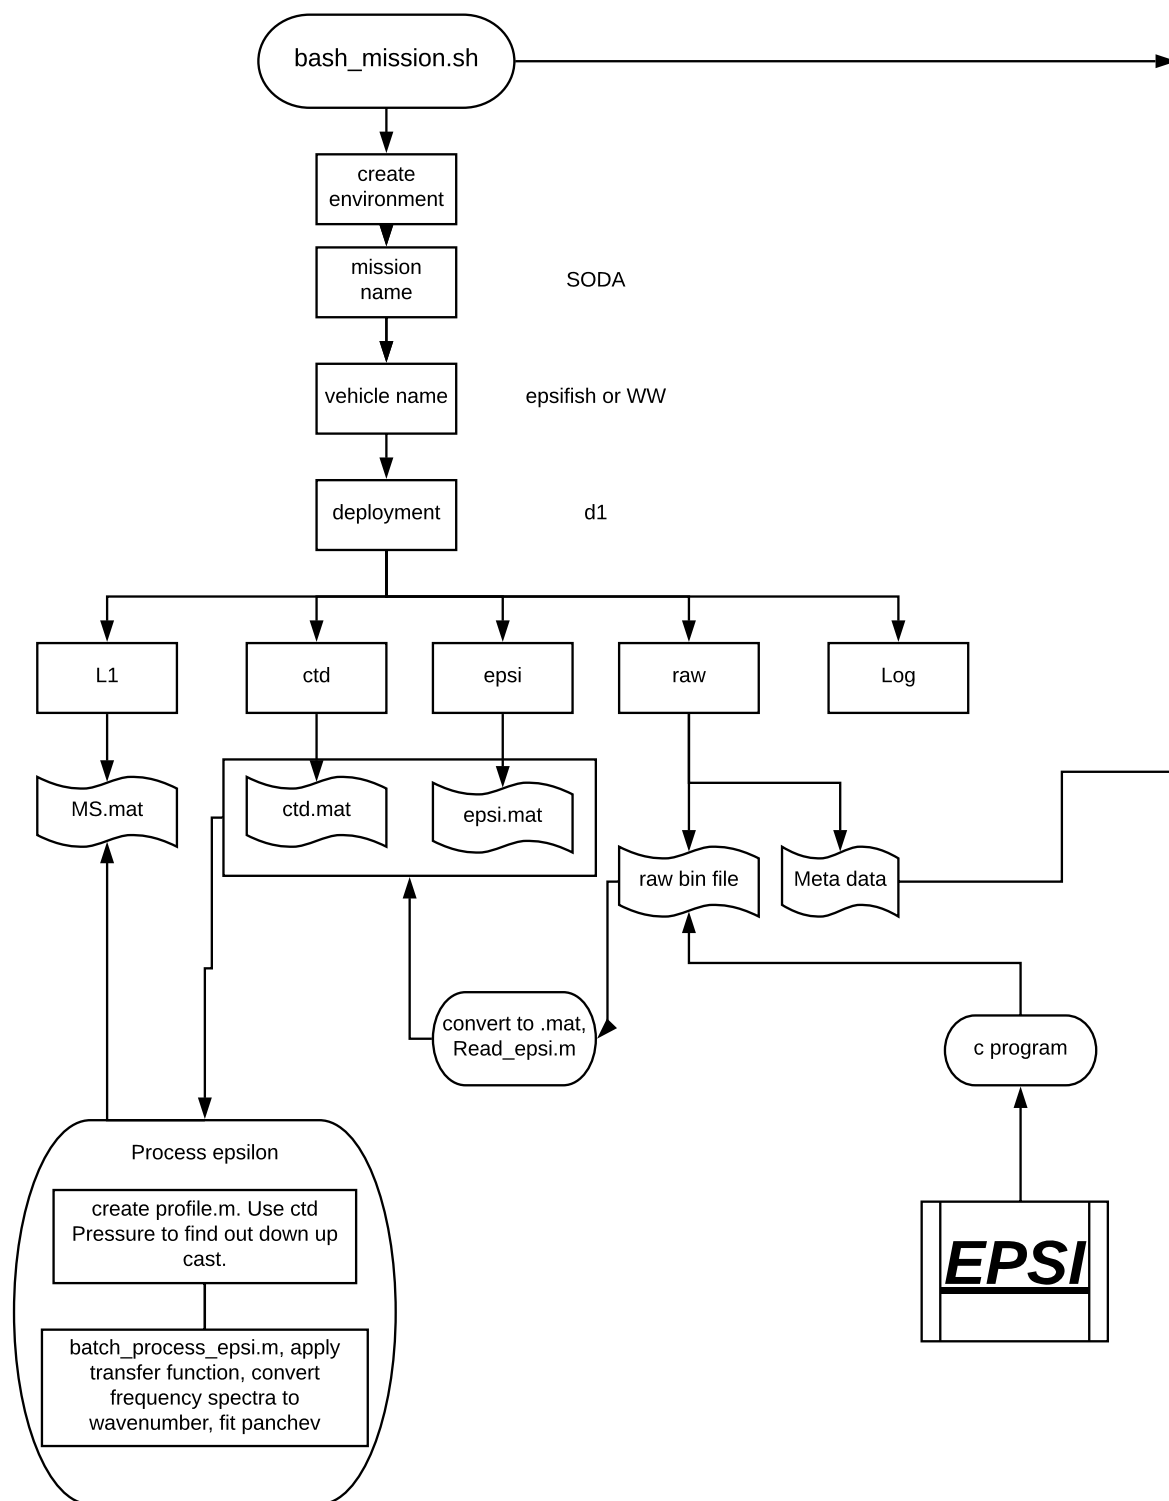 bash_mission.sh
create
environment
mission
name
SODA
vehicle name
epsifish or WW
deployment
d1
L1
ctd
epsi
raw
Log
MS.mat
ctd.mat
epsi.mat
raw bin file
Meta data
convert to .mat,
Read_epsi.m
c program
Process epsilon
create profile.m. Use ctd
Pressure to find out down up
cast.
EPSI
batch_process_epsi.m, apply
transfer function, convert
frequency spectra to
wavenumber, fit panchev